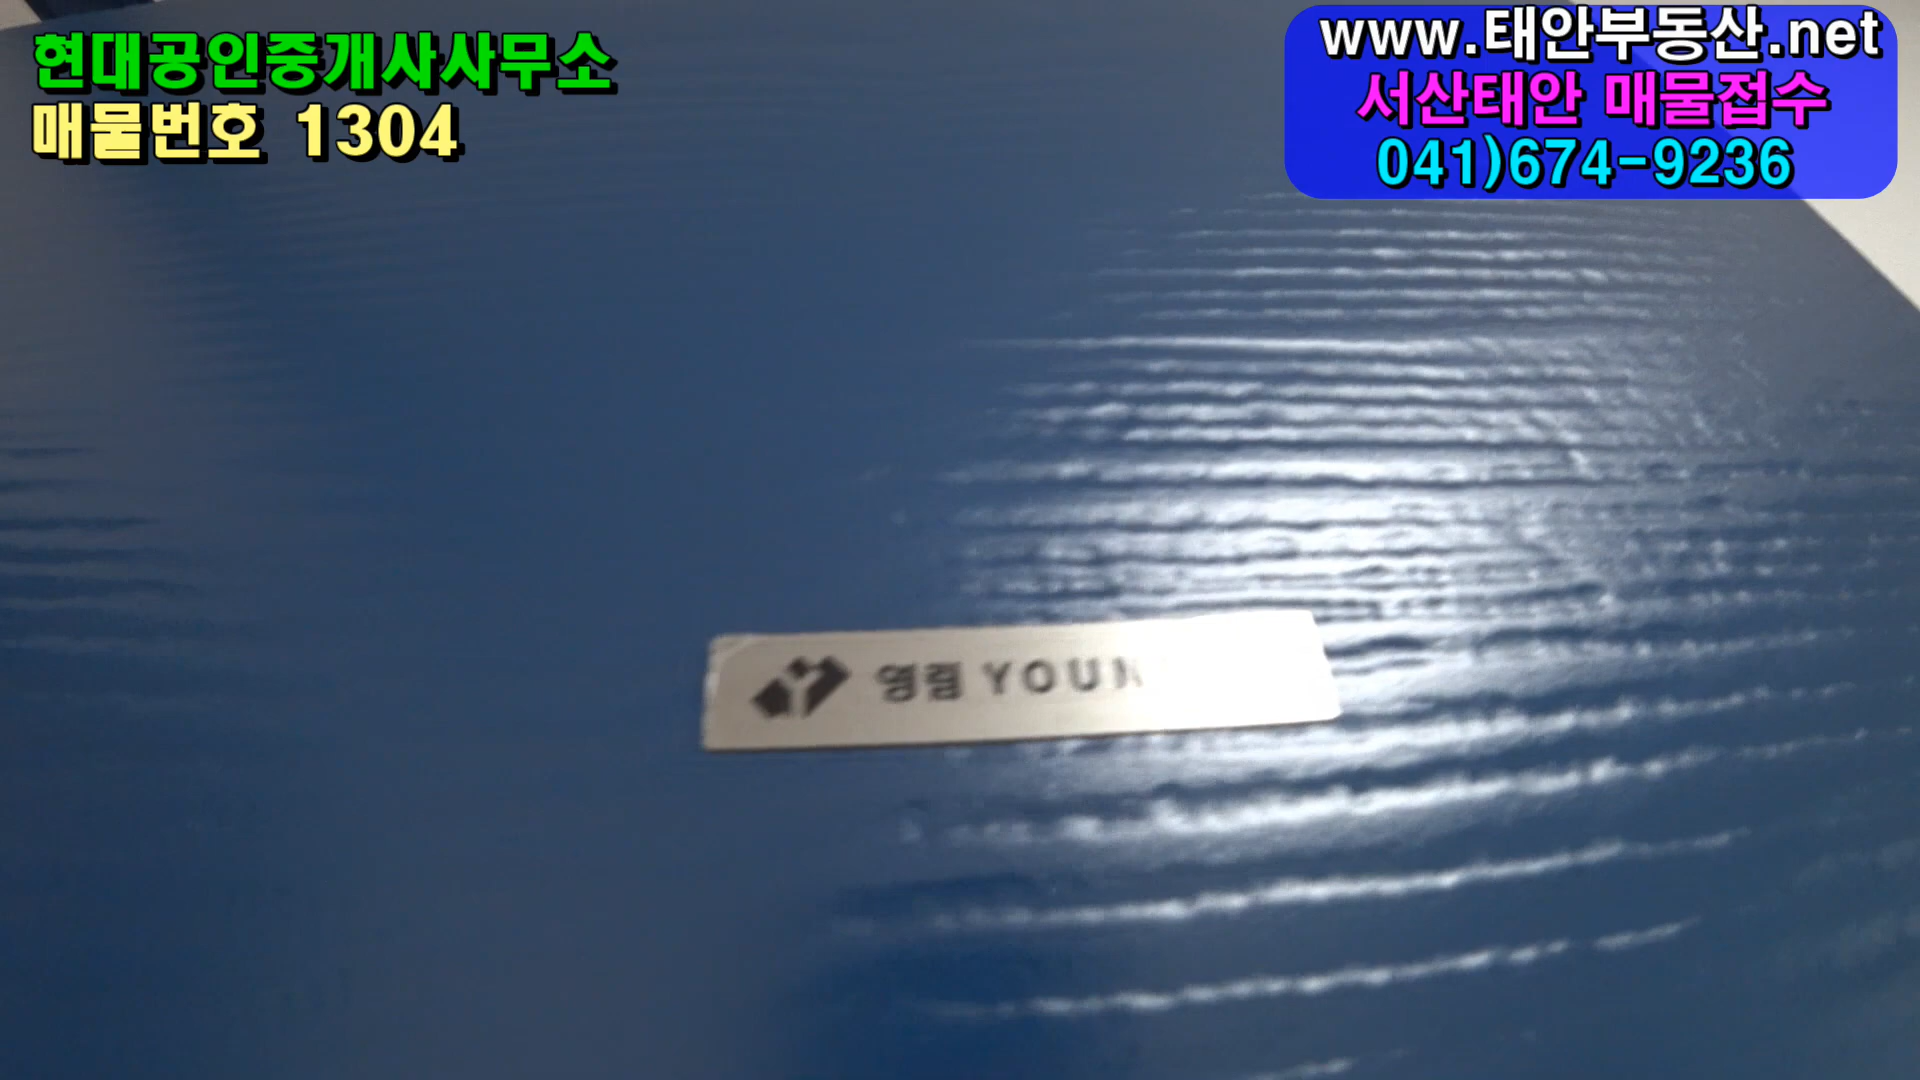 현대공인중개사사무소
매물번호 1304
www.태안부동산.net
서산태안 매물접수
041)674-9236
영림